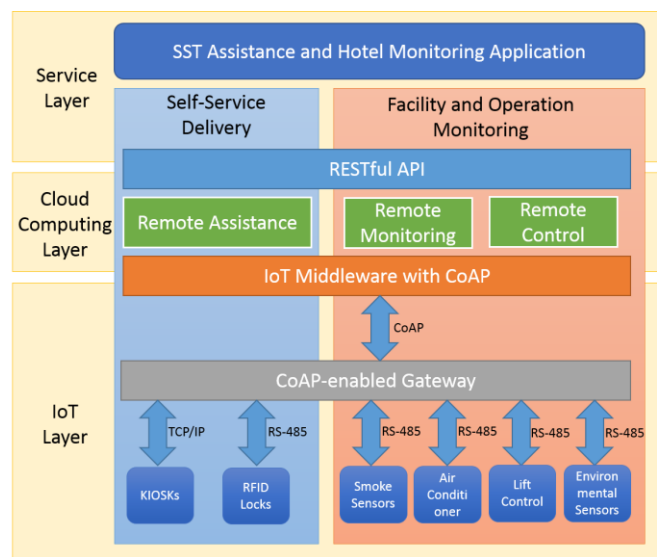 SST Assistance and Hotel Monitoring Application
Service
Layer
Self-Service
Delivery
Facility and Operation
Monitoring
RESTful API
Cloud
Computing
Layer
Remote Assistance
Remote
Monitoring
Remote
Control
IoT Middleware with CoAP
CoAP
CoAP-enabled Gateway
IoT
Layer
TCP/IP
RS-485
RS-485
RS-485
RS-485
RS-485
KIOSKs
RFID
Locks
Smoke
Sensors
Air
Conditi
oner
Lift
Control
Environ
mental
Sensors